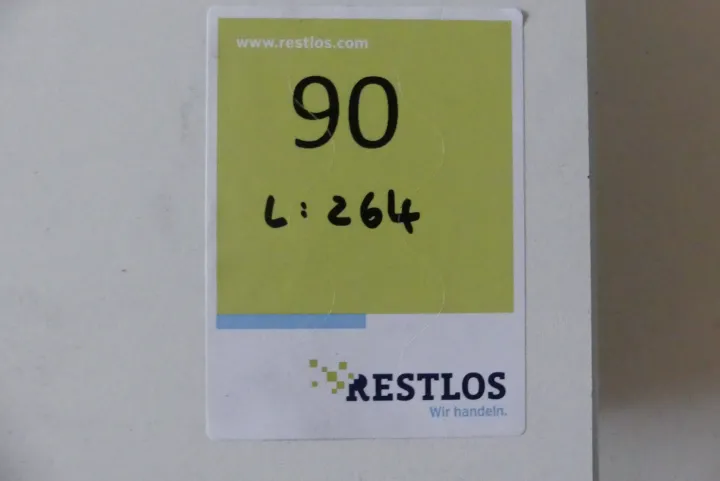 www.restlos.com
90
L: 264
RESTLOS
Wir handeln.